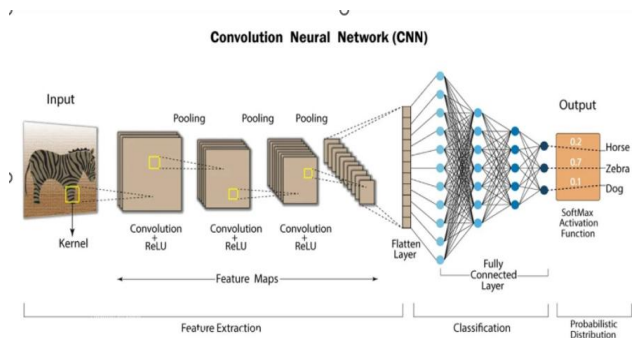 Convolution Neural Network (CNN)
Input
Output
Pooling
Pooling
Pooling
0.2
Horse
0.7
Zebra
0.1
Dog
Kernel
Convolution
+
ReLU
Convolution
+
ReLU
Convolution
+
ReLU
Flatten
Layer
SoftMax
Activation
Function
Fully
Connected
Layer
Feature Maps
Feature Extraction
Classification
Probabilistic
Distribution